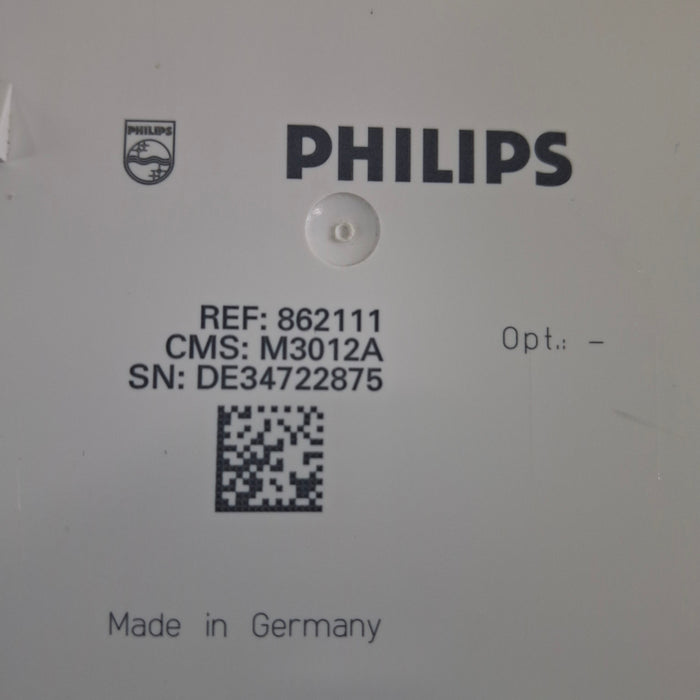 PHILIPS
PHILIPS
REF: 862111
CMS: M3012A
SN: DE34722875
Opt.: -
Made in Germany